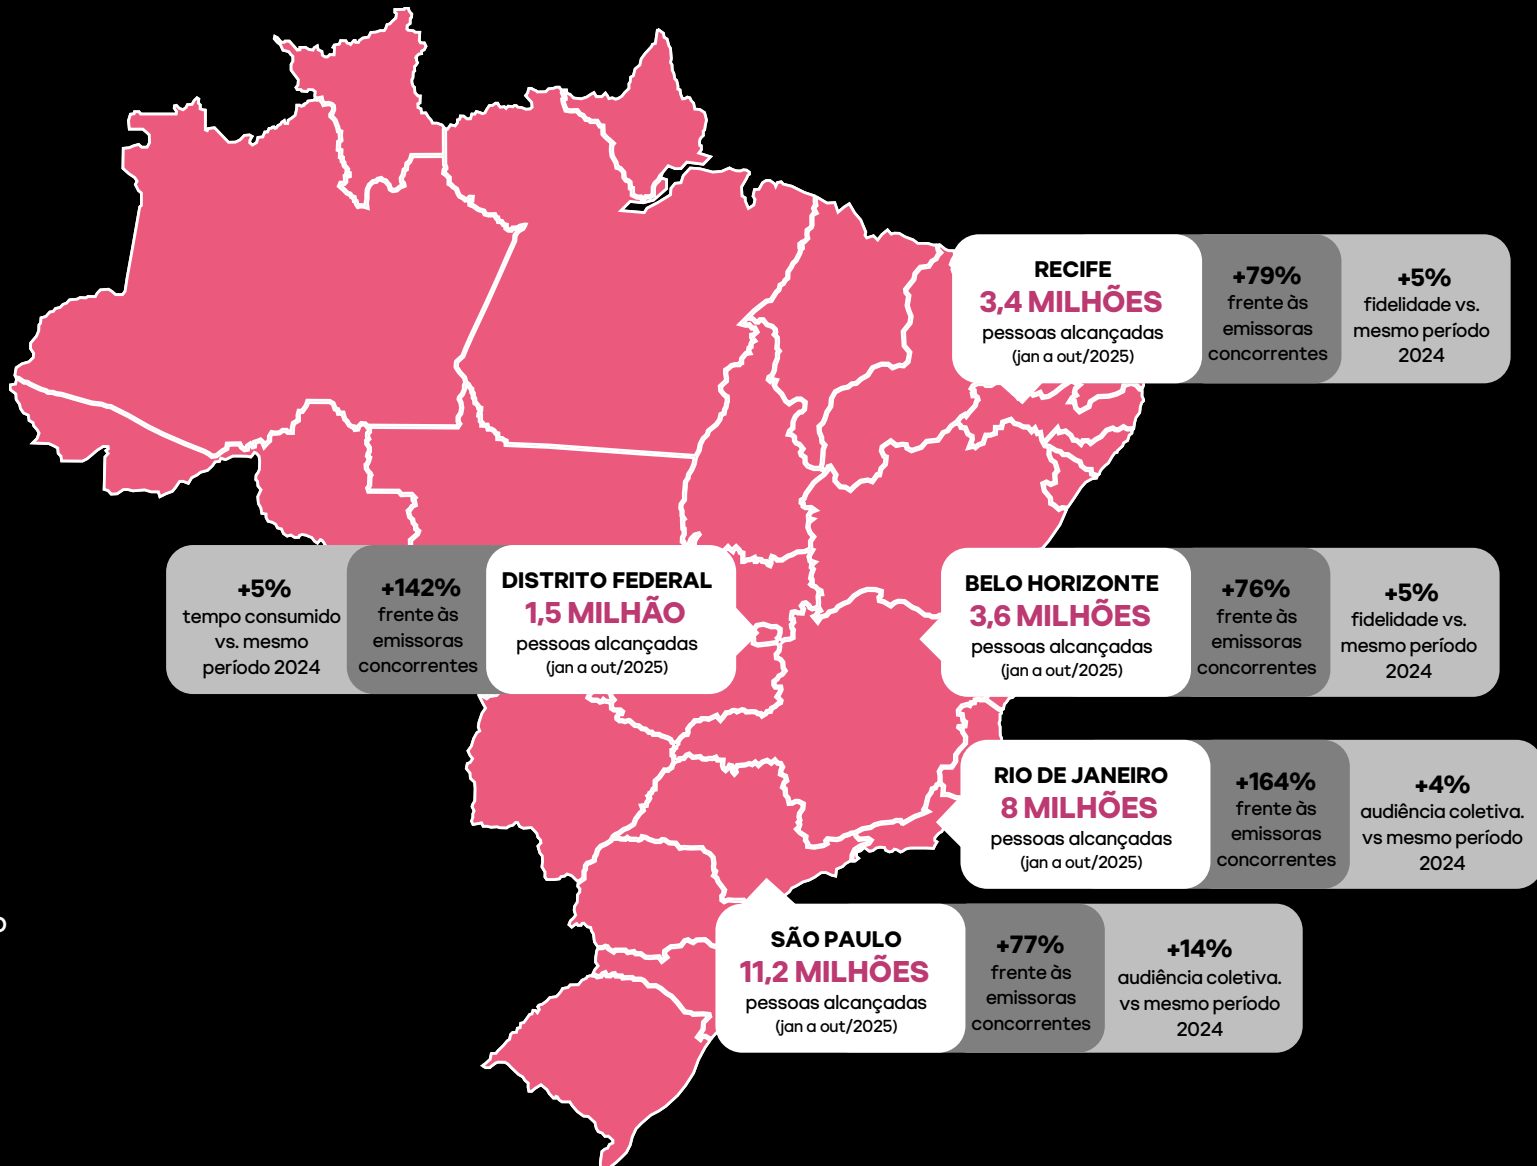 RECIFE
3,4 MILHÕES
pessoas alcançadas
(jan a out/2025)
+79%
frente às
emissoras
concorrentes
+5%
fidelidade vs.
mesmo período
2024
+5%
tempo consumido
vs. mesmo
período 2024
+142%
frente às
emissoras
concorrentes
DISTRITO FEDERAL
1,5 MILHÃO
pessoas alcançadas
(jan a out/2025)
BELO HORIZONTE
3,6 MILHÕES
pessoas alcançadas
(jan a out/2025)
+76%
frente às
emissoras
concorrentes
+5%
fidelidade vs.
mesmo período
2024
RIO DE JANEIRO
8 MILHÕES
pessoas alcançadas
(jan a out/2025)
+164%
frente às
emissoras
concorrentes
+4%
audiência coletiva.
vs mesmo período
2024
SÃO PAULO
11,2 MILHÕES
pessoas alcançadas
(jan a out/2025)
+77%
frente às
emissoras
concorrentes
+14%
audiência coletiva.
vs mesmo período
2024